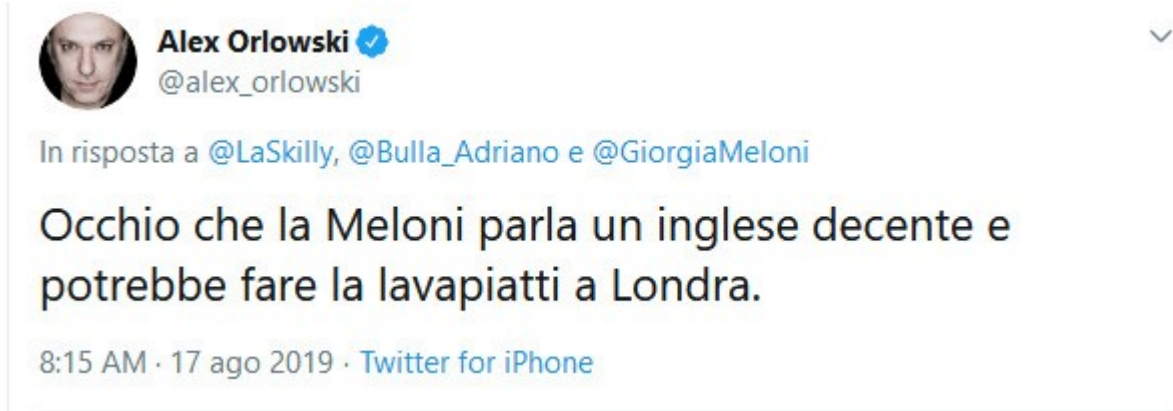 Alex Orlowski
@alex_orlowski
In risposta a @LaSkilly, @Bulla_Adriano e @GiorgiaMeloni
Occhio che la Meloni parla un inglese decente e
potrebbe fare la lavapiatti a Londra.
8:15 AM · 17 ago 2019 · Twitter for iPhone